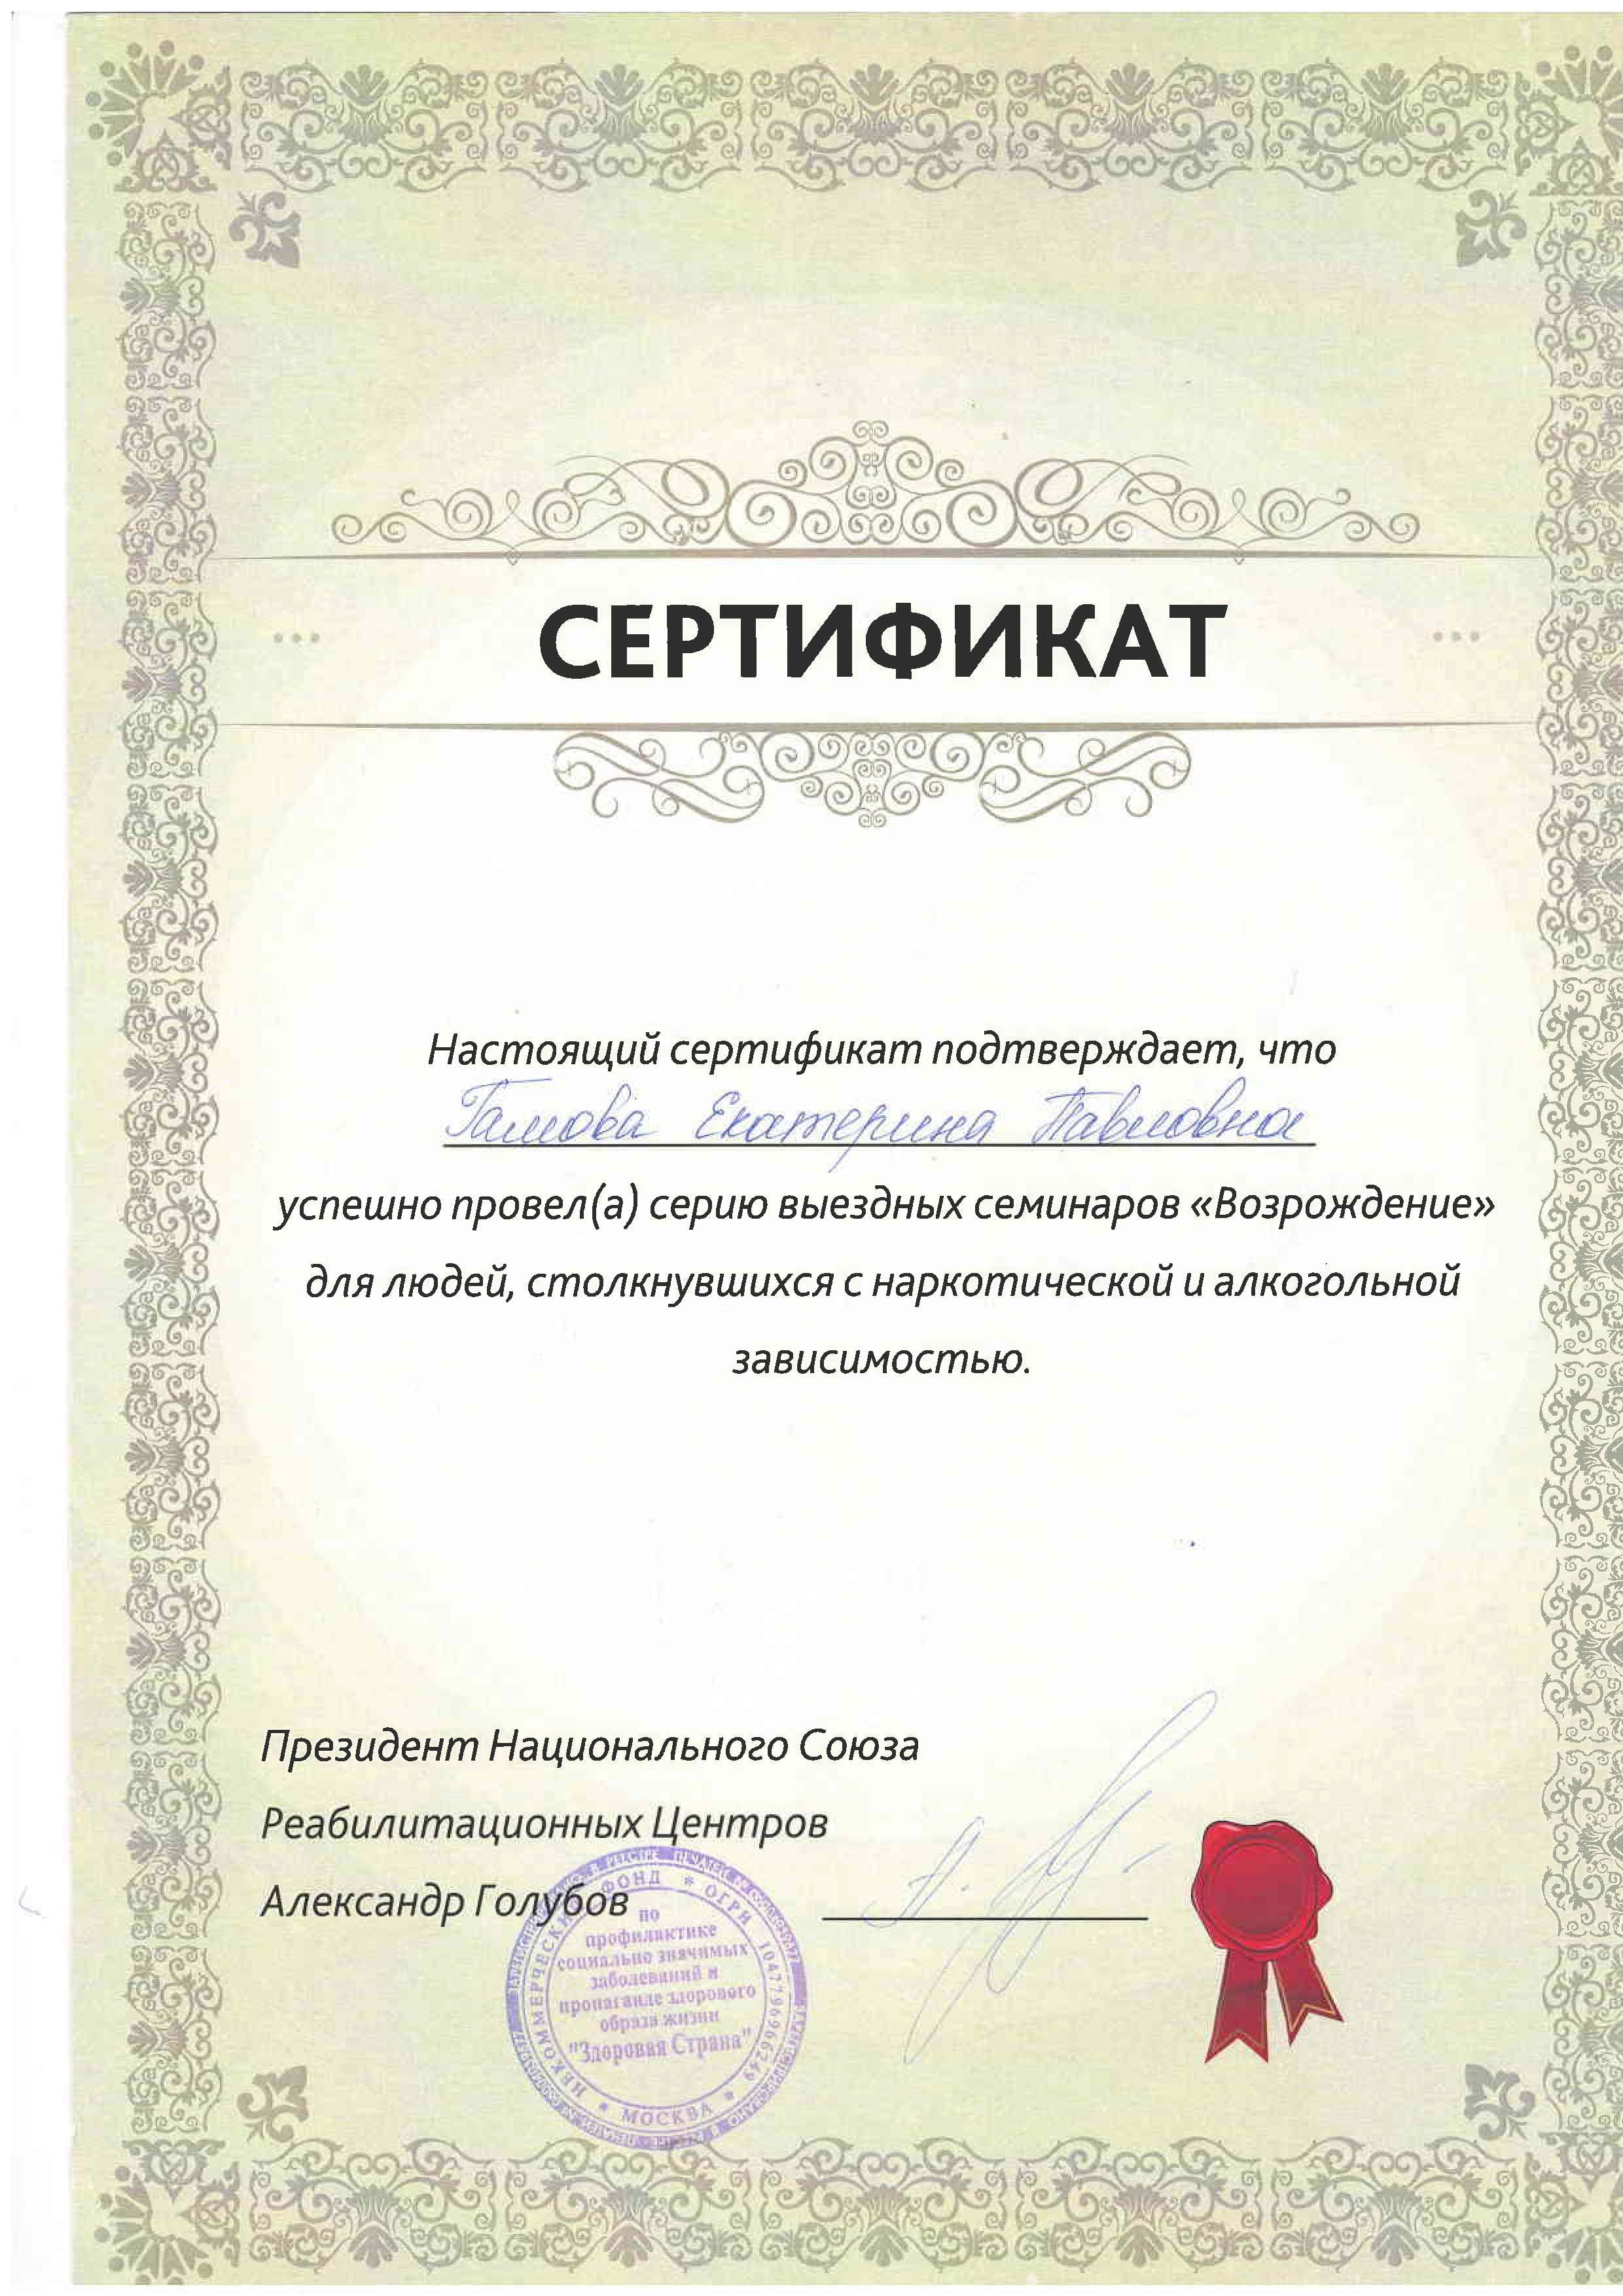 СЕРТИФИКАТ
Настоящий сертификат подтверждает, что
Гамова Екатерина Павловна
успешно провел(а) серию выездных семинаров «Возрождение»
для людей, столкнувшихся с наркотической и алкогольной
зависимостью.
Президент Национального Союза
Реабилитационных Центров
Александр Голубов
НЕКОММЕРЧЕСКИЙ ФОНД * ОГРН 1047796966249 * МОСКВА *
по
профилактике
социально значимых
заболеваний и
пропаганде здорового
образа жизни
"Здоровая Страна"